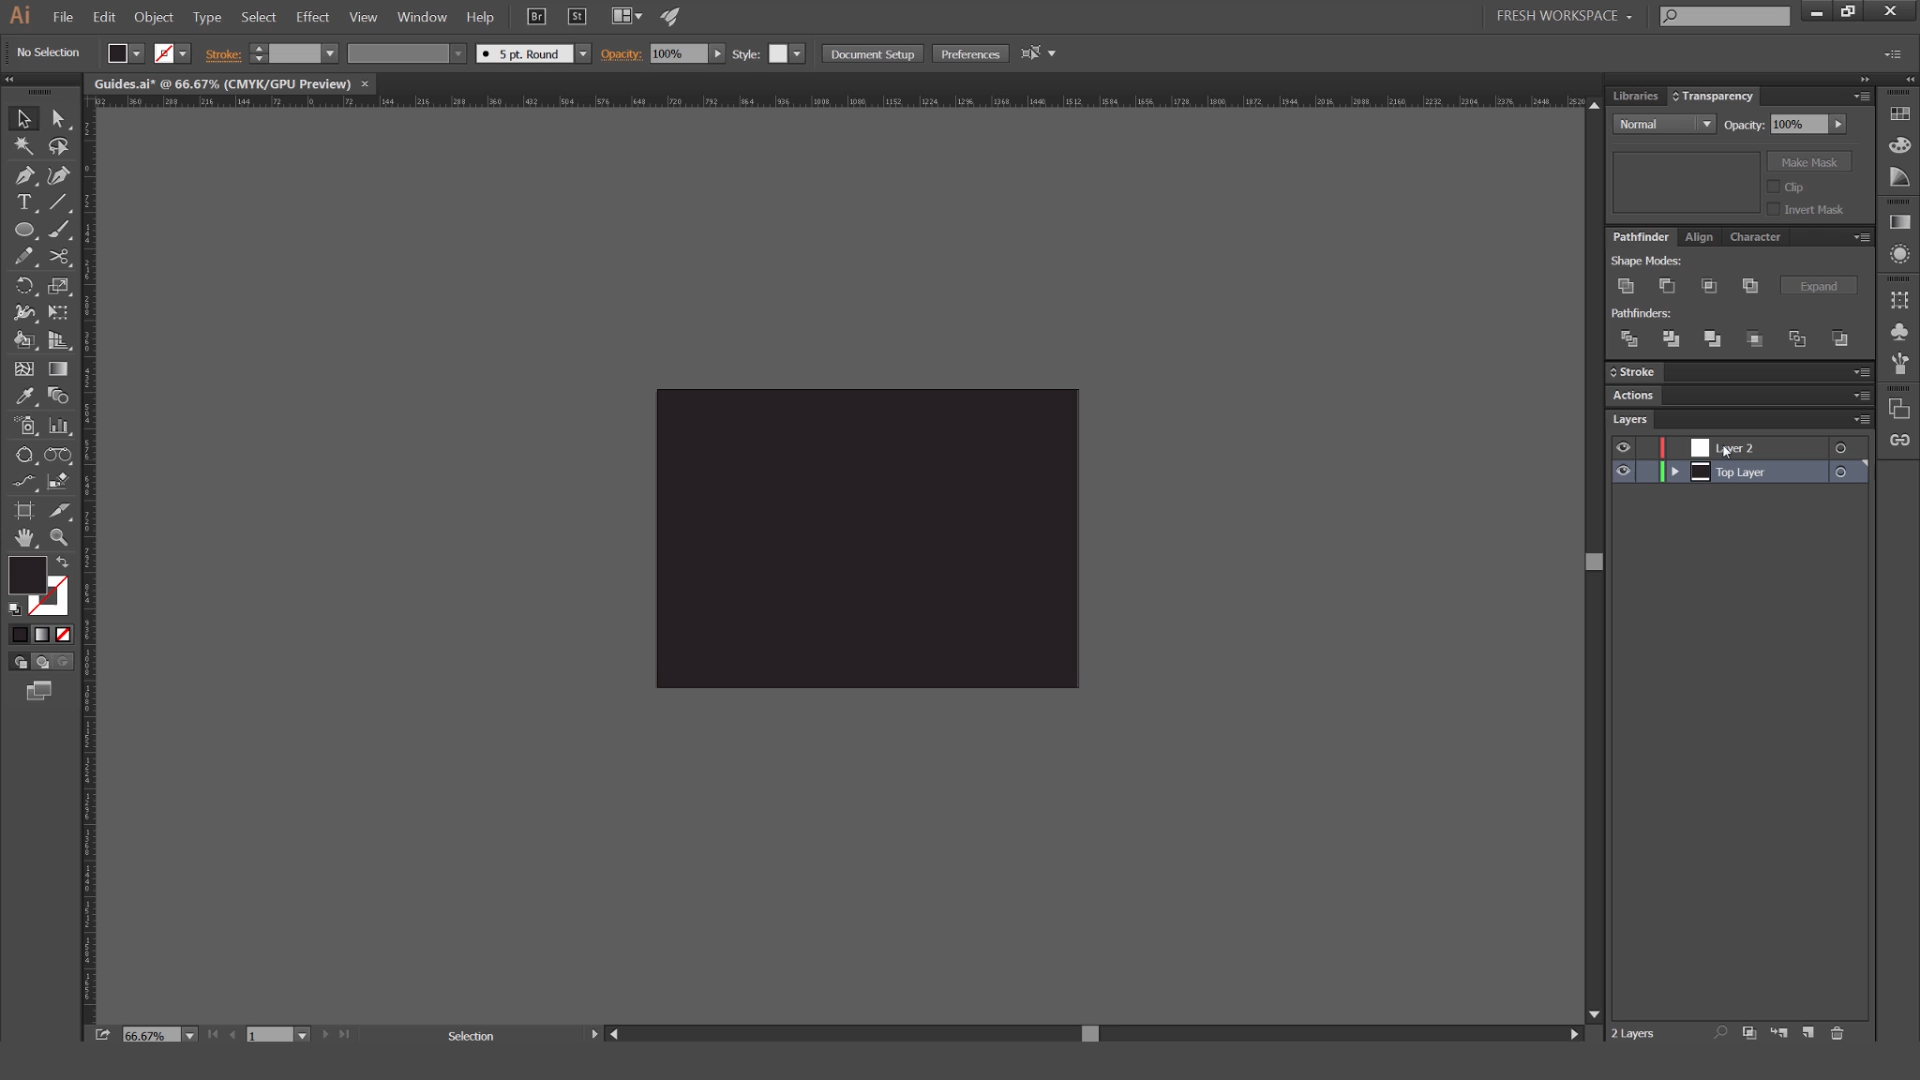 Ai File Edit Object Type Select Effect View Window Help Br St FRESH WORKSPACE
No Selection Stroke: 5 pt. Round Opacity: 100% Style: Document Setup Preferences
Guides.ai* @ 66.67% (CMYK/GPU Preview) ×
Libraries Transparency
Normal Opacity: 100%
Make Mask
Clip
Invert Mask
Pathfinder Align Character
Shape Modes:
Expand
Pathfinders:
Stroke
Actions
Layers
Layer 2
Top Layer
66.67% 1 Selection 2 Layers